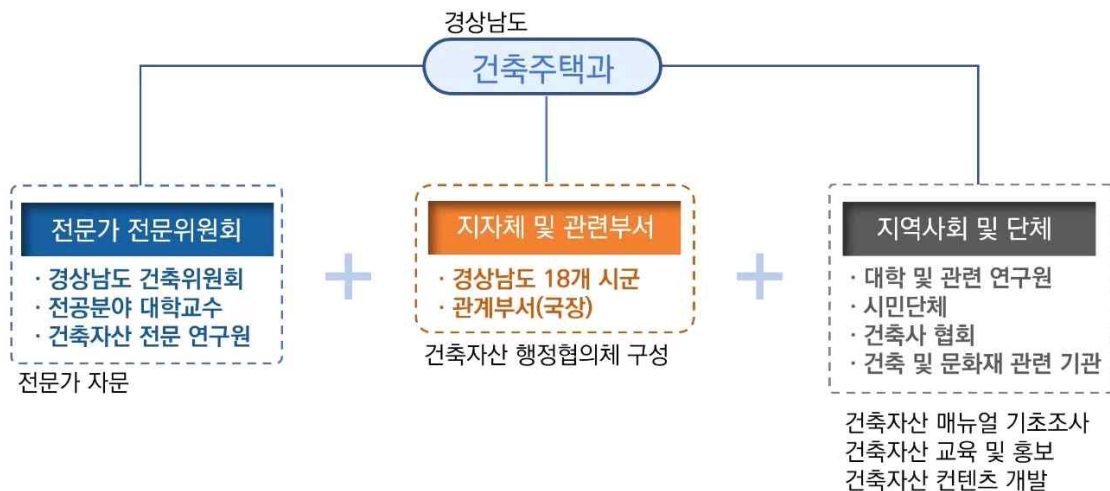 경상남도
건축주택과
전문가 전문위원회
· 경상남도 건축위원회
· 전공분야 대학교수
· 건축자산 전문 연구원
전문가 자문
+
지자체 및 관련부서
· 경상남도 18개 시군
· 관계부서(국장)
건축자산 행정협의체 구성
+
지역사회 및 단체
· 대학 및 관련 연구원
· 시민단체
· 건축사 협회
· 건축 및 문화재 관련 기관
건축자산 매뉴얼 기초조사
건축자산 교육 및 홍보
건축자산 컨텐츠 개발